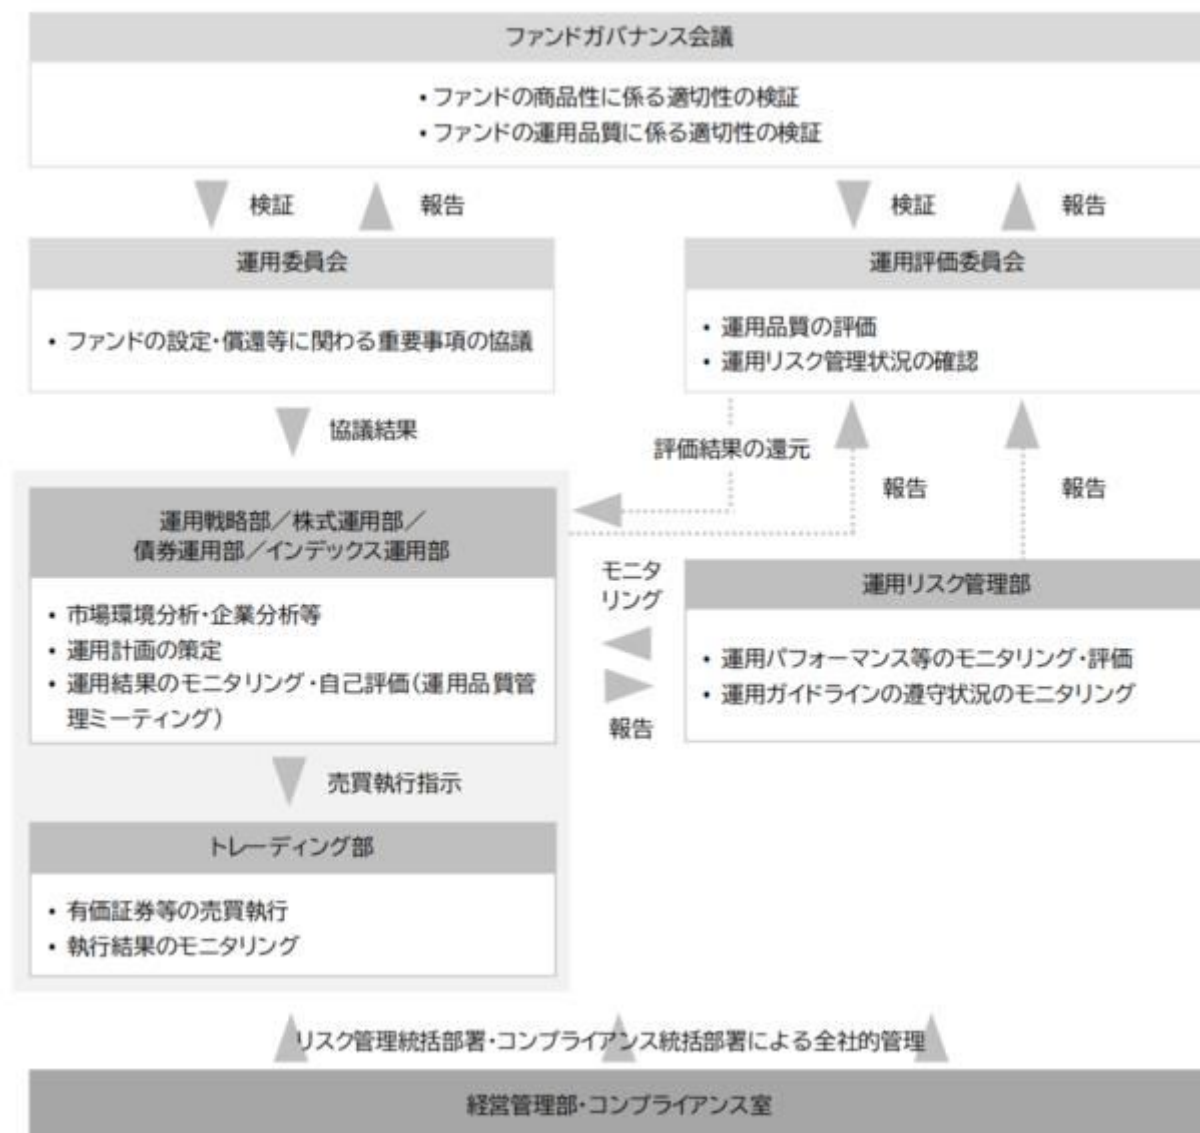 ファンドガバナンス会議
・ファンドの商品性に係る適切性の検証
・ファンドの運用品質に係る適切性の検証
検証
報告
検証
報告
運用委員会
・ファンドの設定・償還等に関わる重要事項の協議
運用評価委員会
・運用品質の評価
・運用リスク管理状況の確認
協議結果
評価結果の還元
報告
報告
運用戦略部／株式運用部／
債券運用部／インデックス運用部
・市場環境分析・企業分析等
・運用計画の策定
・運用結果のモニタリング・自己評価(運用品質管
理ミーティング)
モニタ
リング
報告
運用リスク管理部
・運用パフォーマンス等のモニタリング・評価
・運用ガイドラインの遵守状況のモニタリング
売買執行指示
トレーディング部
・有価証券等の売買執行
・執行結果のモニタリング
リスク管理統括部署・コンプライアンス統括部署による全社的管理
経営管理部・コンプライアンス室